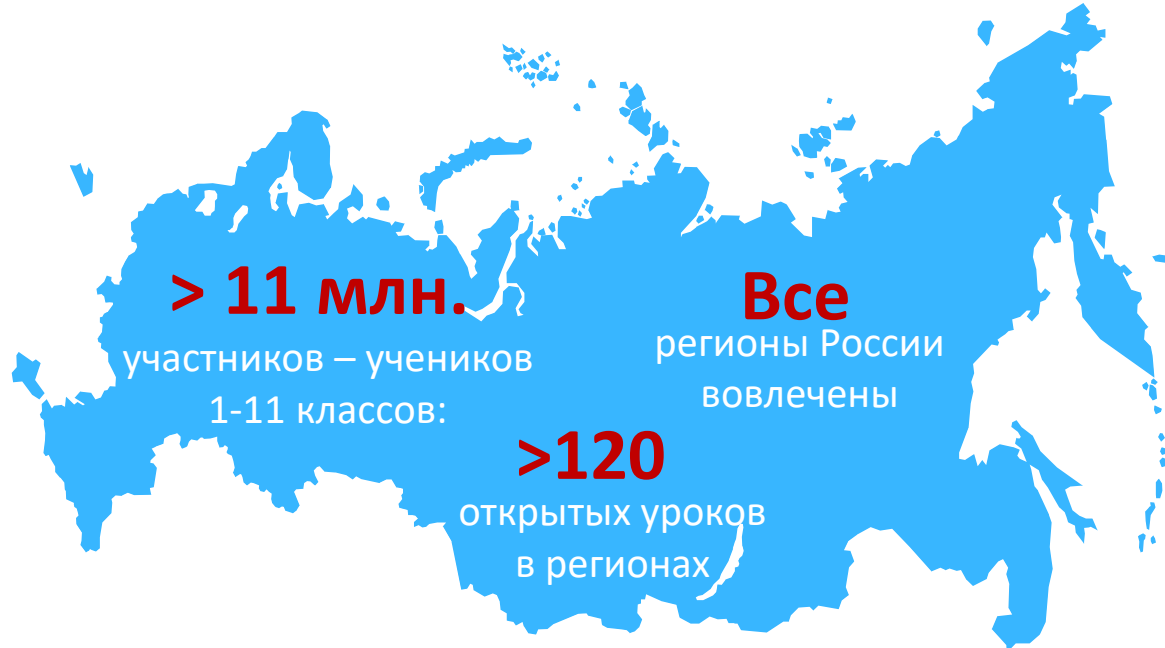 > 11 млн.
участников – учеников
1-11 классов:
Все
регионы России
вовлечены
>120
открытых уроков
в регионах